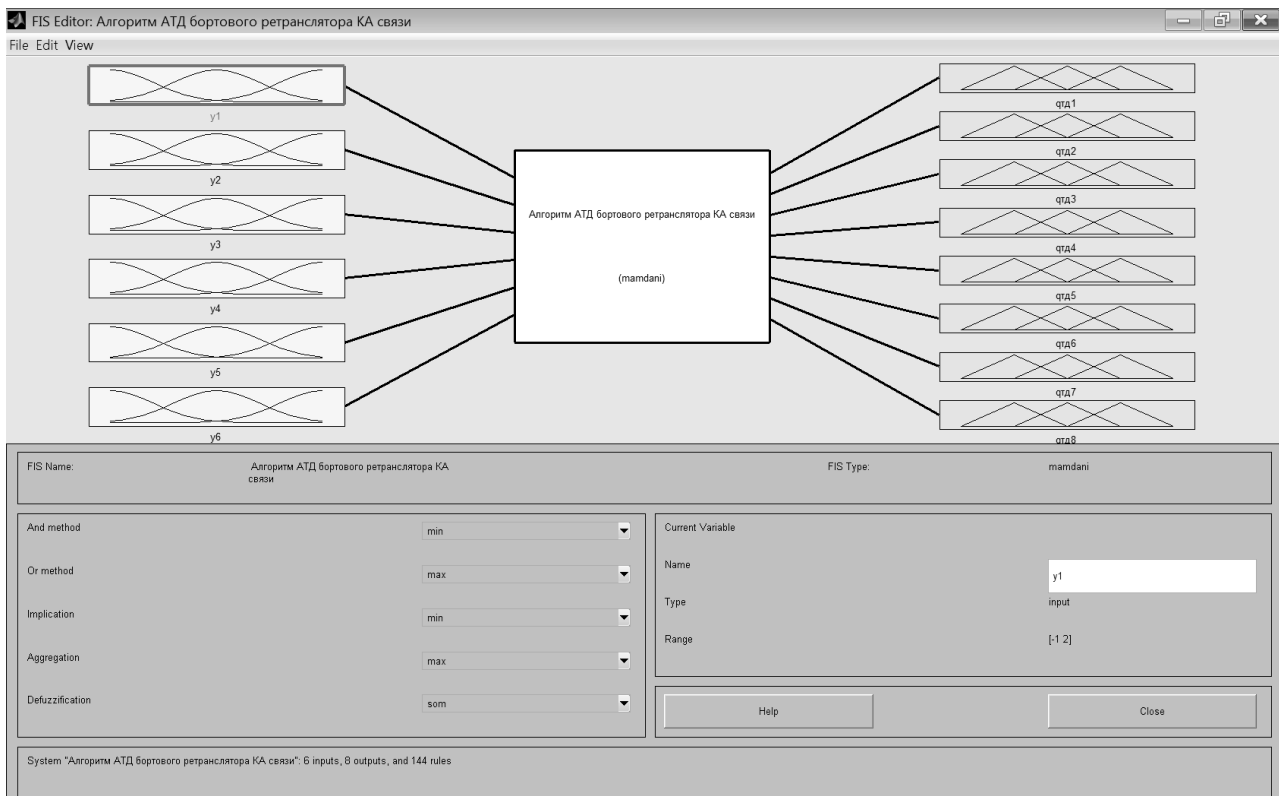 FIS Editor: Алгоритм АТД бортового ретранслятора КА связи
File Edit View
y1
y2
y3
y4
y5
y6
Алгоритм АТД бортового ретранслятора КА связи
(mamdani)
qтд1
qтд2
qтд3
qтд4
qтд5
qтд6
qтд7
qтд8
FIS Name:
Алгоритм АТД бортового ретранслятора КА
связи
FIS Type:
mamdani
And method
min
Or method
max
Implication
min
Aggregation
max
Defuzzification
som
Current Variable
Name
y1
Type
input
Range
[-1 2]
Help
Close
System "Алгоритм АТД бортового ретранслятора КА связи": 6 inputs, 8 outputs, and 144 rules